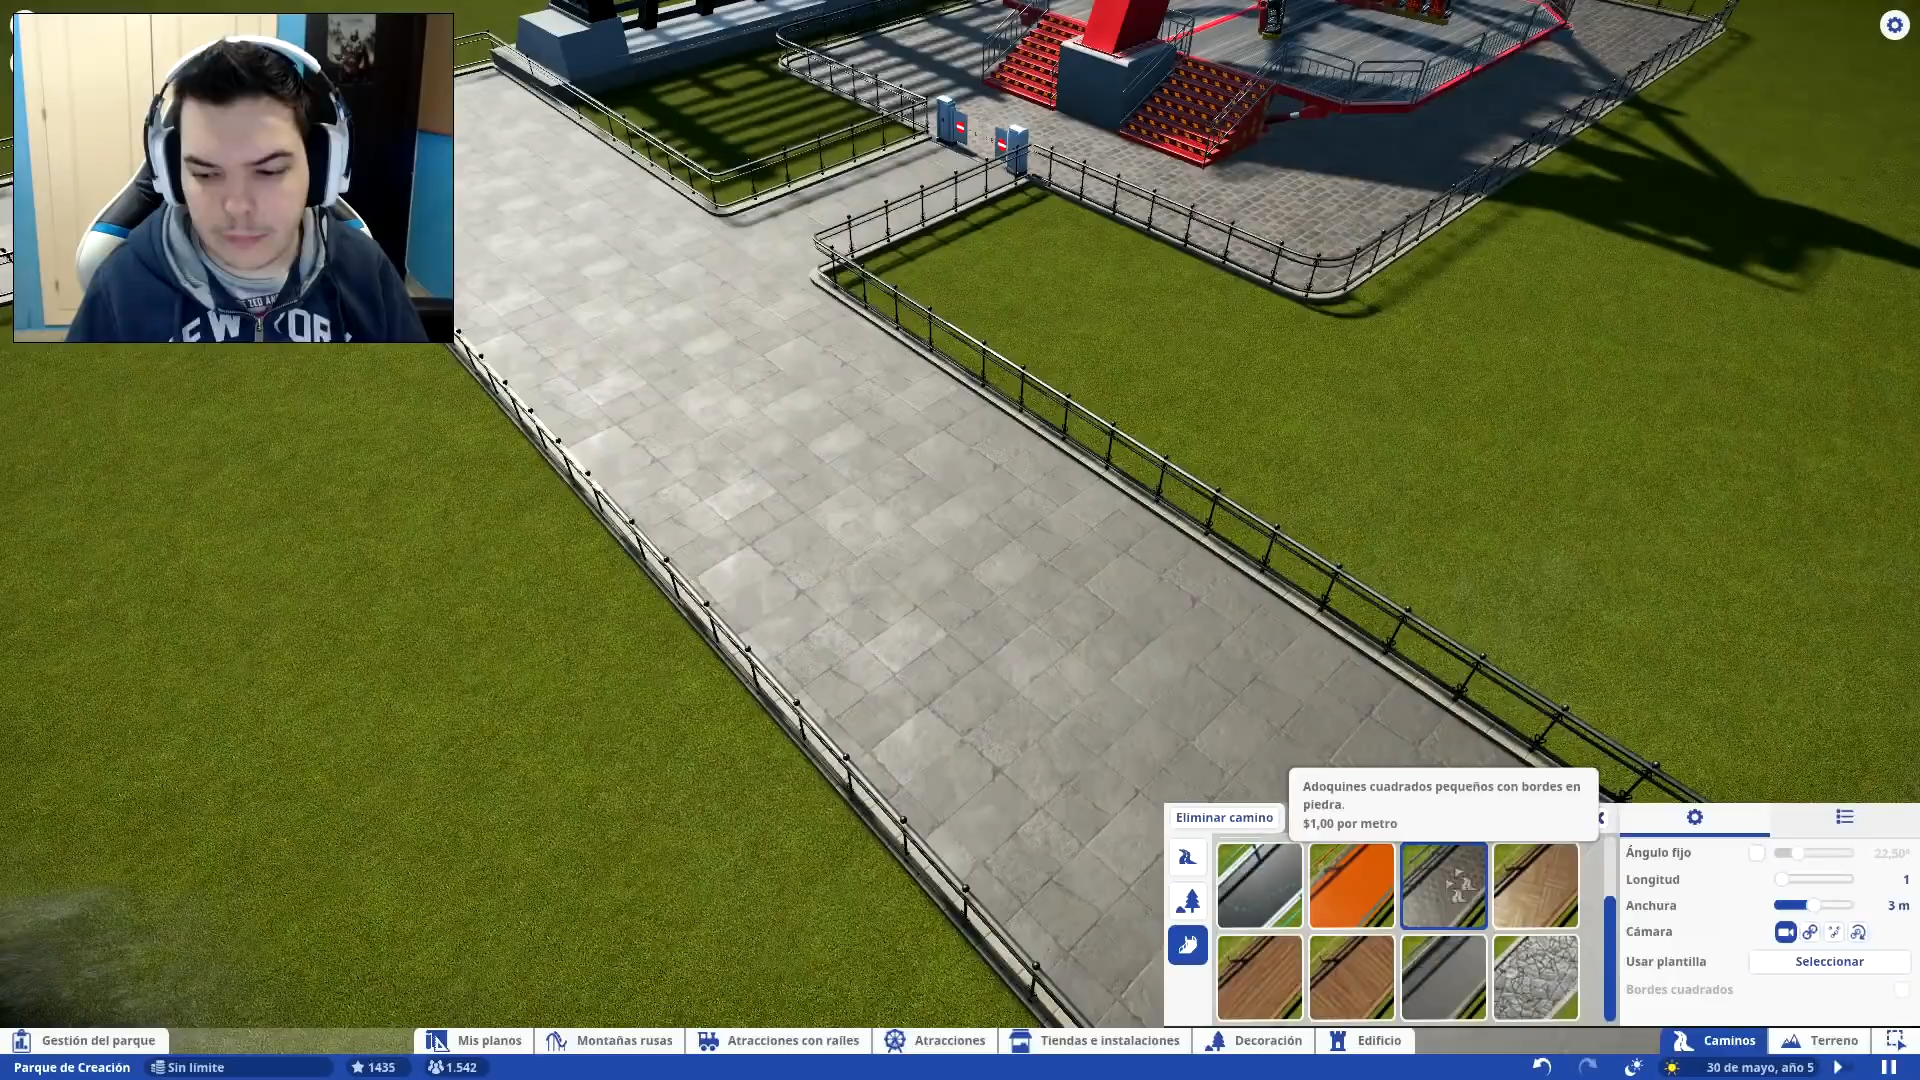 Adoquines cuadrados pequeños con bordes en
piedra.
$1,00 por metro
Eliminar camino
Ángulo fijo 22,50°
Longitud 1
Anchura 3 m
Cámara
Usar plantilla Seleccionar
Bordes cuadrados
Gestión del parque
Mis planos
Montañas rusas
Atracciones con raíles
Atracciones
Tiendas e instalaciones
Decoración
Edificio
Caminos
Terreno
Parque de Creación
Sin límite
1435
1.542
30 de mayo, año 5